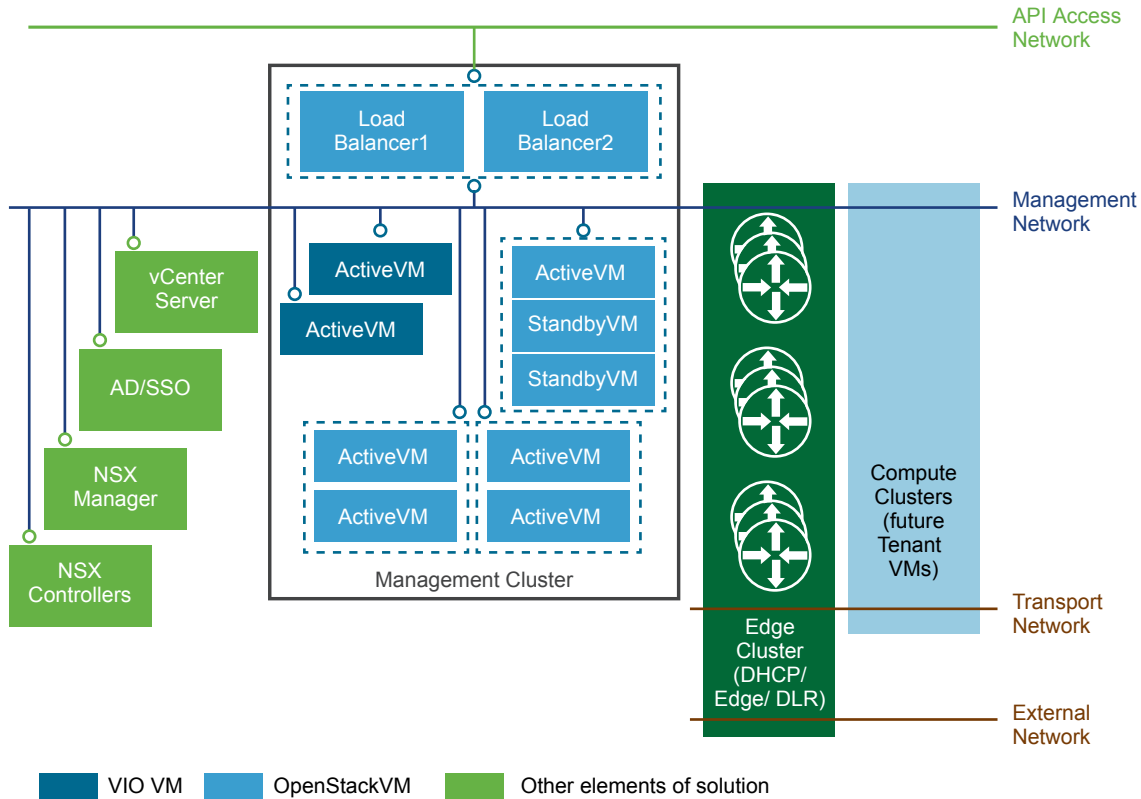 API Access
Network
Load
Balancer1
Load
Balancer2
Management
Network
vCenter
Server
AD/SSO
NSX
Manager
NSX
Controllers
ActiveVM
ActiveVM
ActiveVM
StandbyVM
StandbyVM
ActiveVM
ActiveVM
ActiveVM
ActiveVM
Management Cluster
Compute
Clusters
(future
Tenant
VMs)
Transport
Network
Edge
Cluster
(DHCP/
Edge/ DLR)
External
Network
VIO VM
OpenStackVM
Other elements of solution